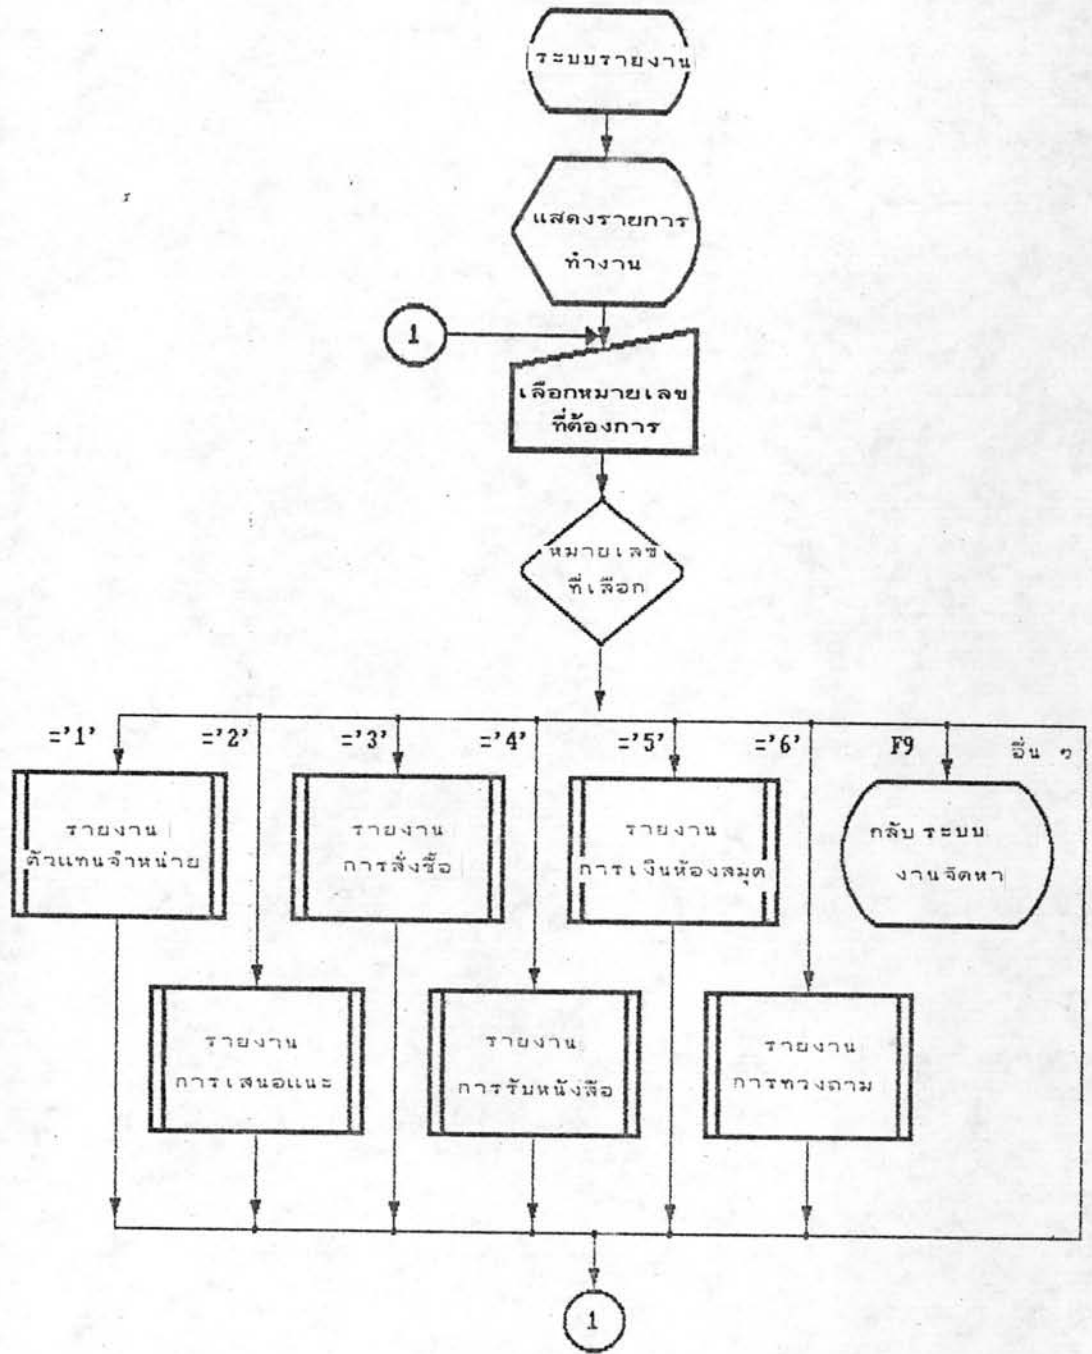 ระบบรายงาน
แสดงรายการ
ทำงาน
1
เลือกหมายเลข
ที่ต้องการ
หมายเลข
ที่เลือก
='1'
='2'
='3'
='4'
='5'
='6'
F9
อื่น ๆ
รายงาน
ตัวแทนจำหน่าย
รายงาน
การสั่งซื้อ
รายงาน
การเงินห้องสมุด
กลับระบบ
งานจัดหา
รายงาน
การเสนอแนะ
รายงาน
การรับหนังสือ
รายงาน
การทวงถาม
1